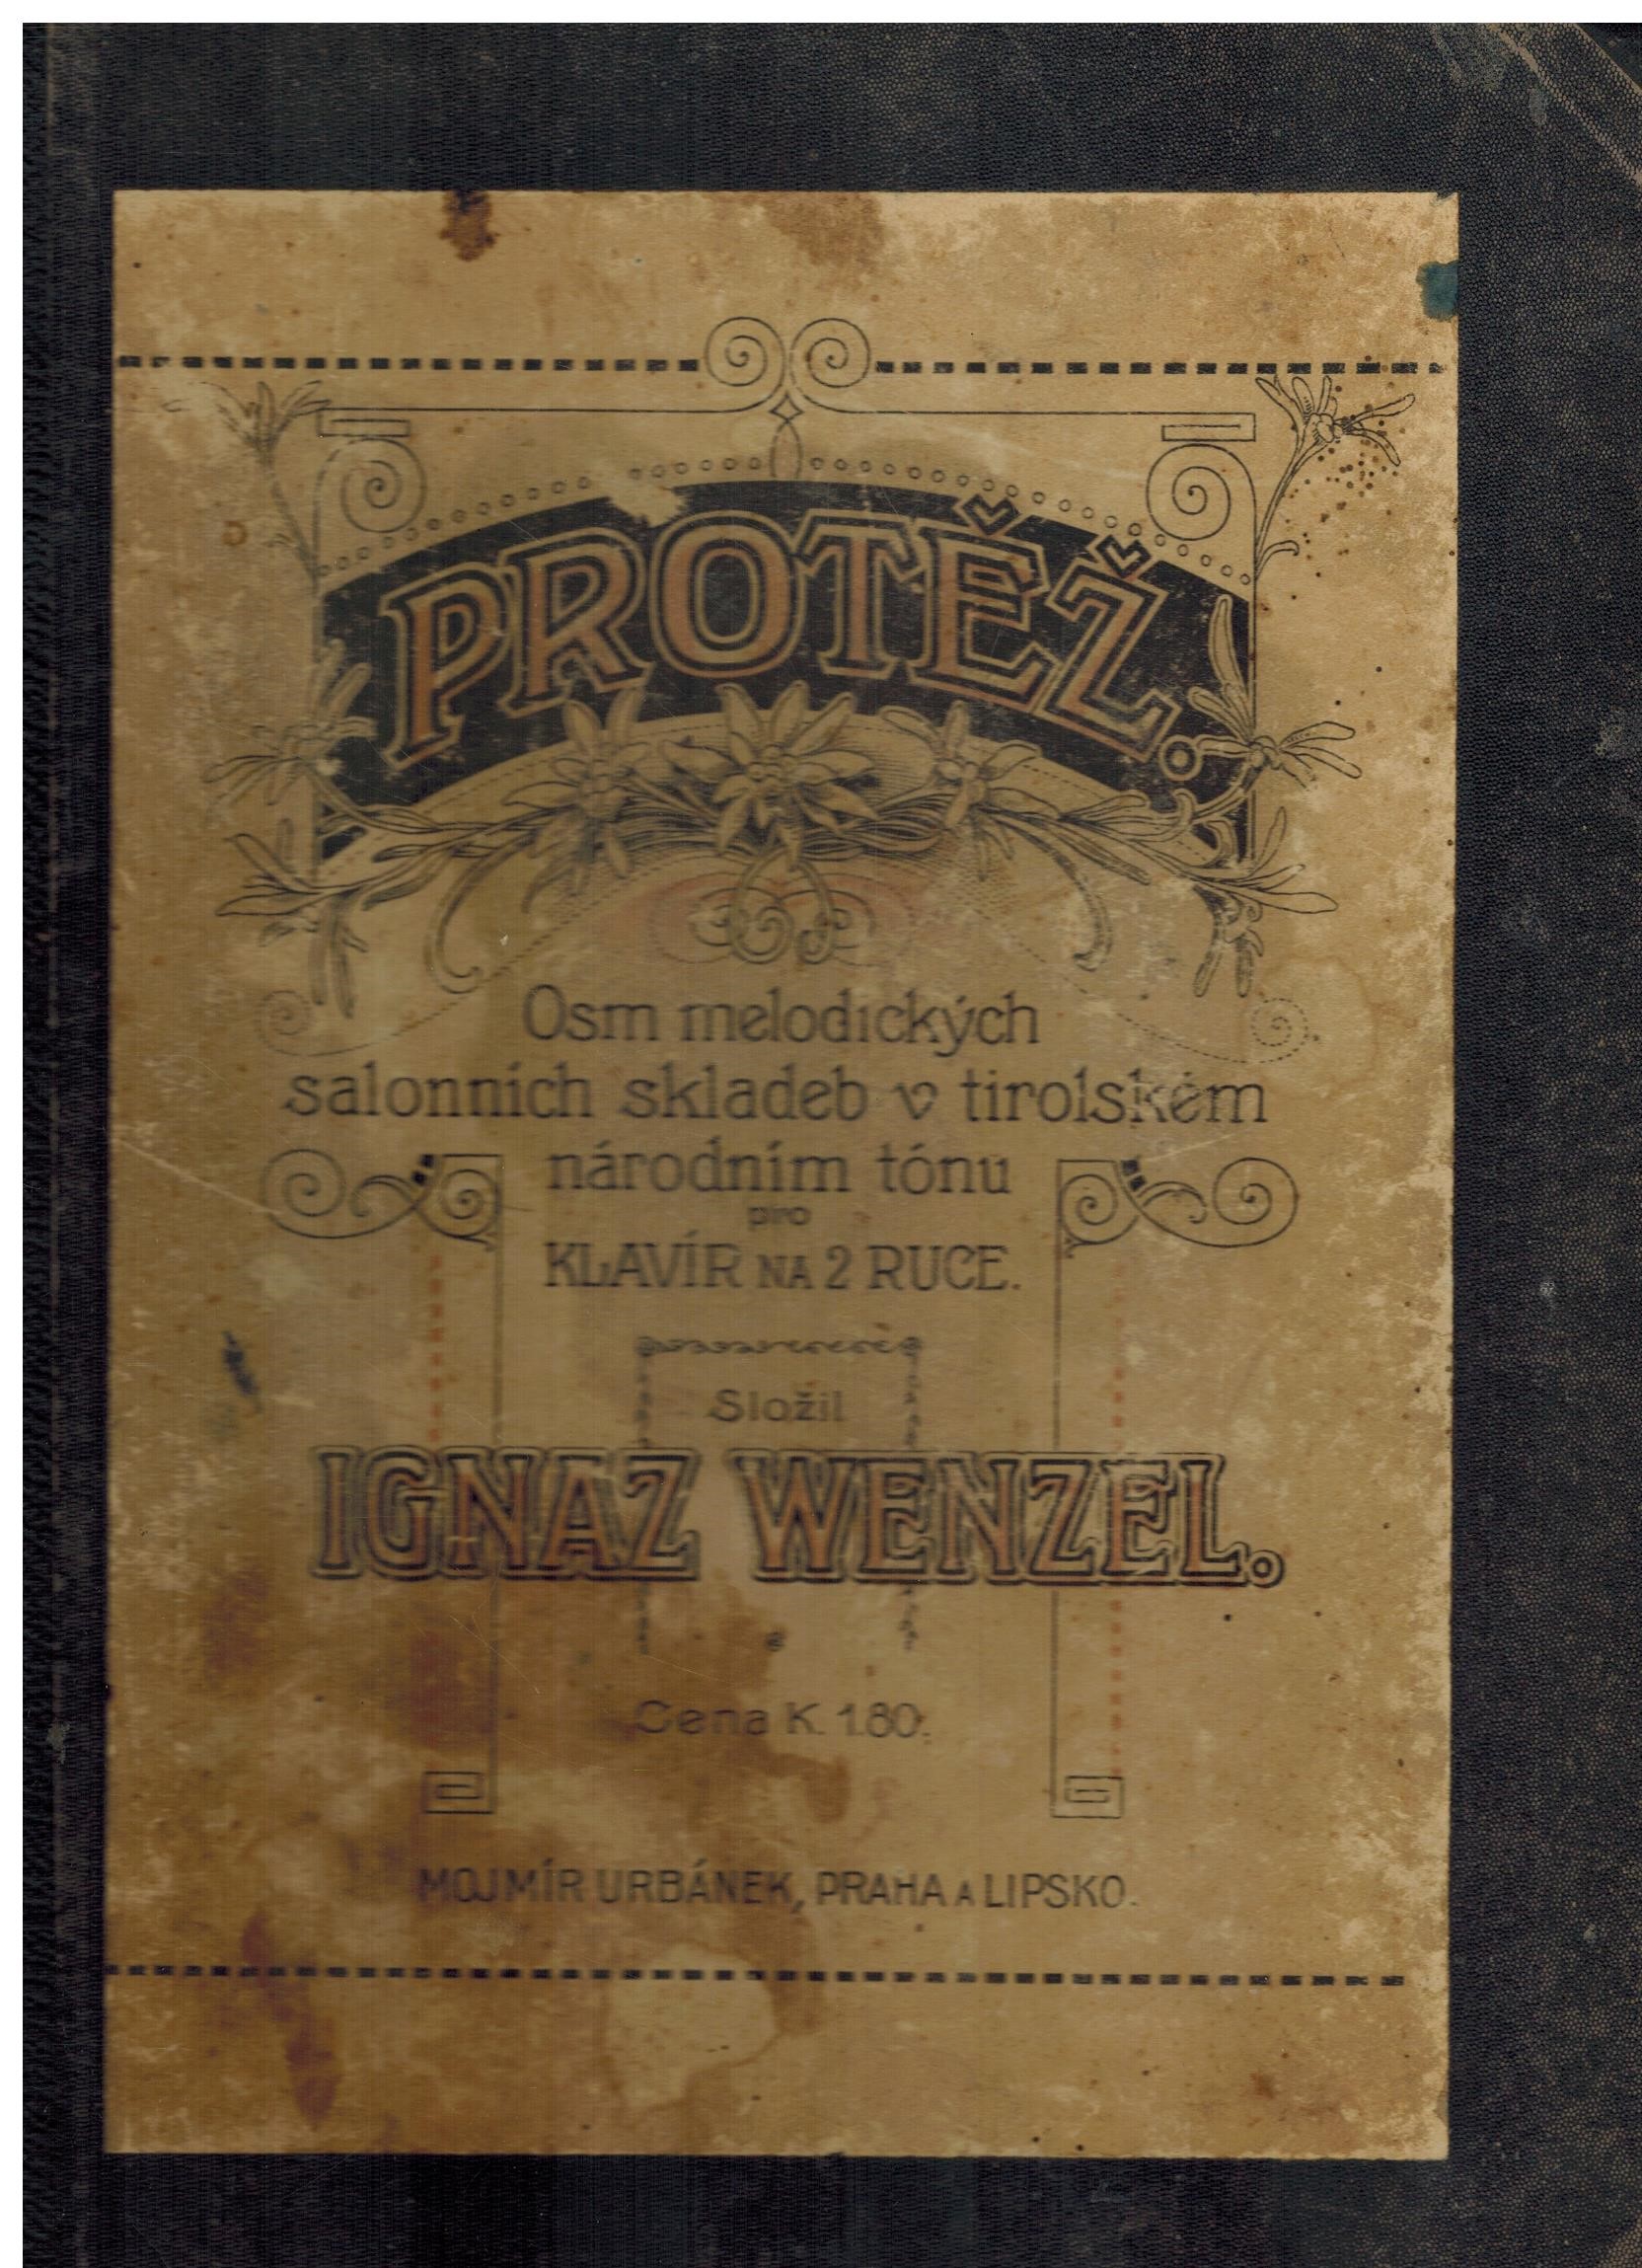 PROTĚŽ.
Osm melodických
salonních skladeb v tirolském
národním tónu
pro
KLAVÍR NA 2 RUCE.
Složil
IGNAZ WENZEL.
Cena K. 1.80.
MOJMÍR URBÁNEK, PRAHA A LIPSKO.